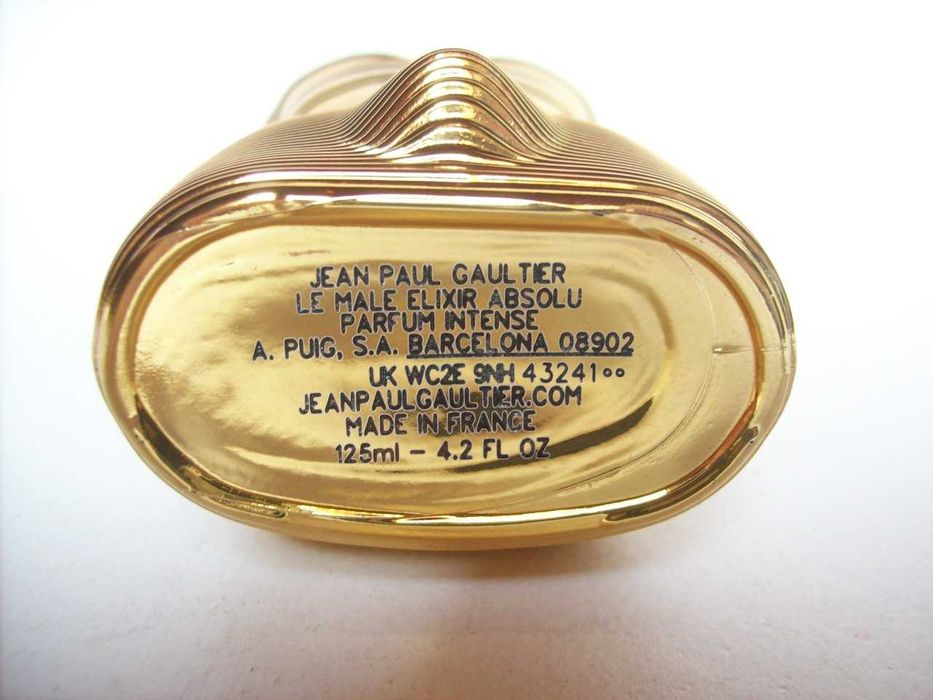 JEAN PAUL GAULTIER
LE MALE ELIXIR ABSOLU
PARFUM INTENSE
A. PUIG, S.A. BARCELONA 08902
UK WC2E 9NH 43241°°
JEANPAULGAULTIER.COM
MADE IN FRANCE
125ml - 4.2 FL OZ